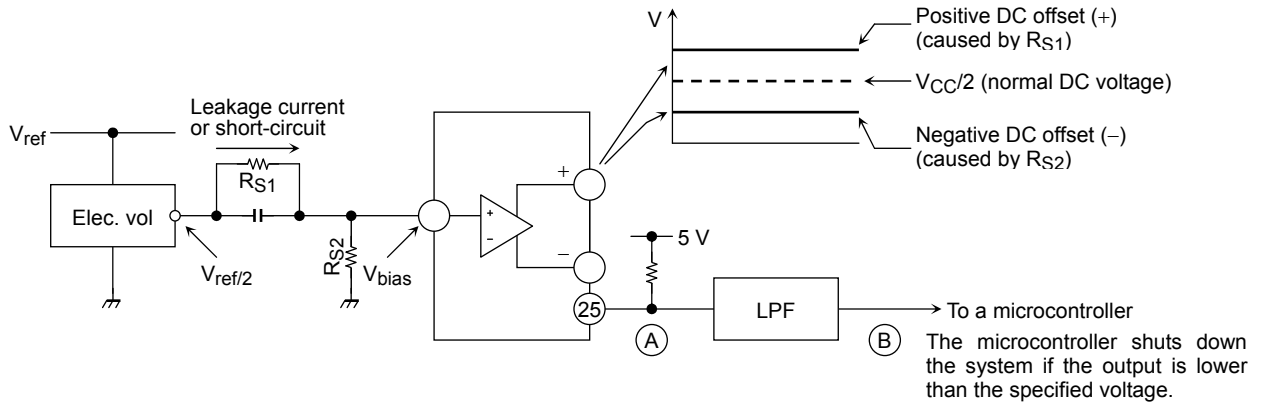 V
Positive DC offset (+)
(caused by RS1)
VCC/2 (normal DC voltage)
Negative DC offset (−)
(caused by RS2)
Leakage current
or short-circuit
Vref
RS1
Elec. vol
Vref/2
RS2
Vbias
+
-
+
−
25
5 V
A
LPF
B
To a microcontroller
The microcontroller shuts down
the system if the output is lower
than the specified voltage.